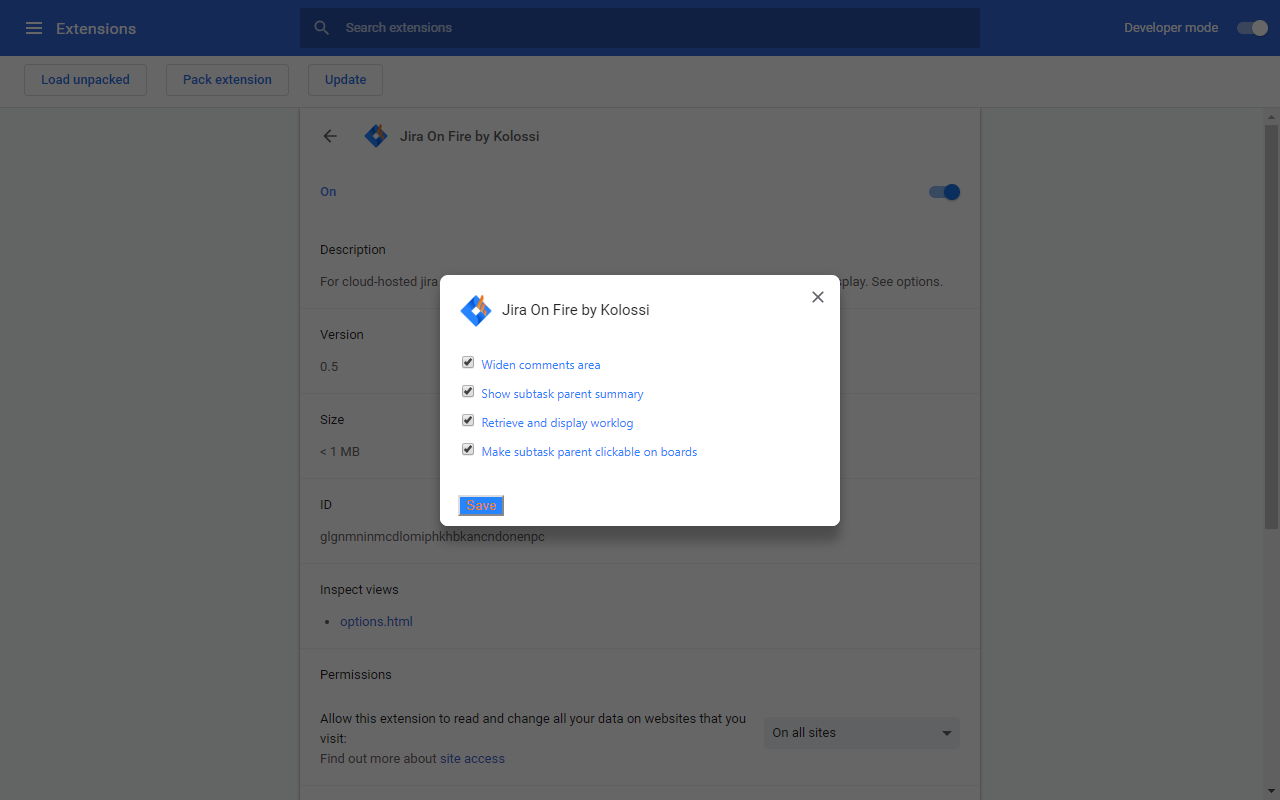 Extensions
Search extensions
Developer mode
Load unpacked
Pack extension
Update
Jira On Fire by Kolossi
On
Description
For cloud-hosted jira
play. See options.
Version
0.5
Size
< 1 MB
ID
glgnmninmcdlomiphkhbkancndonenpc
Inspect views
• options.html
Permissions
Allow this extension to read and change all your data on websites that you
visit:
Find out more about site access
On all sites
Jira On Fire by Kolossi
Widen comments area
Show subtask parent summary
Retrieve and display worklog
Make subtask parent clickable on boards
Save